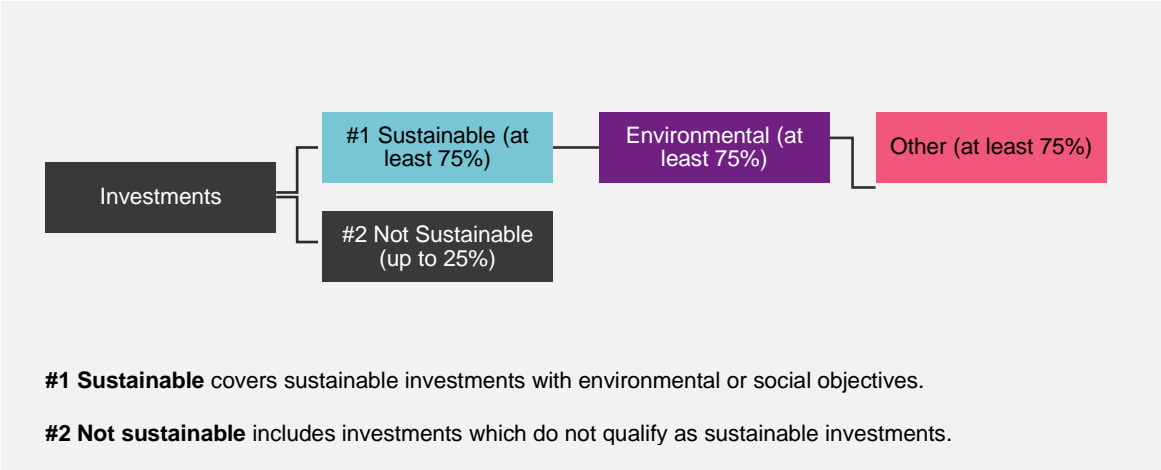 #1 Sustainable (at
least 75%)
Environmental (at
least 75%)
Other (at least 75%)
Investments
#2 Not Sustainable
(up to 25%)
#1 Sustainable covers sustainable investments with environmental or social objectives.
#2 Not sustainable includes investments which do not qualify as sustainable investments.